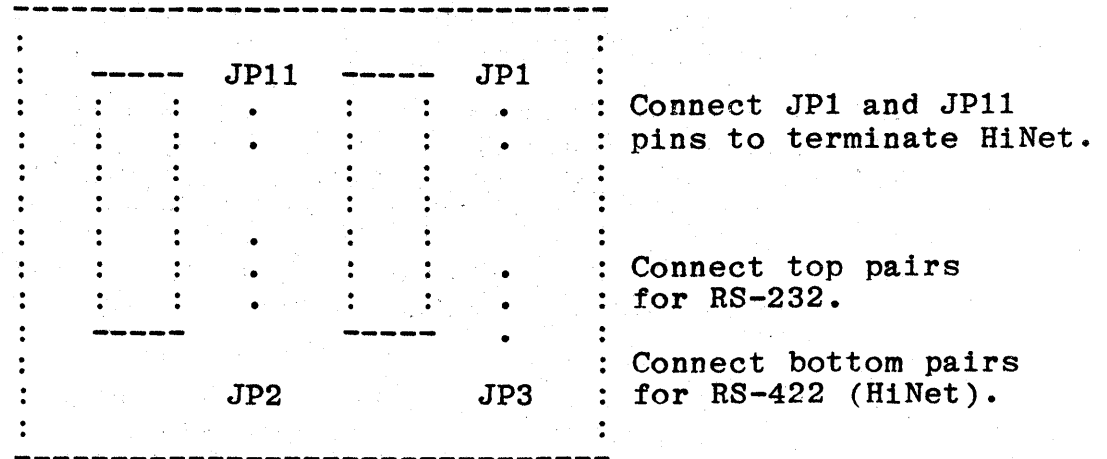 JP11 JP1
Connect JP1 and JP11
pins to terminate HiNet.
Connect top pairs
for RS-232.
Connect bottom pairs
for RS-422 (HiNet).
JP2 JP3